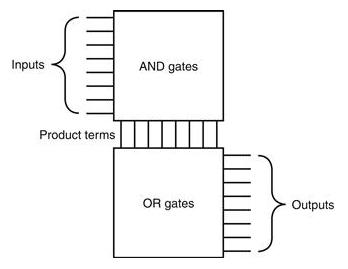 AND gates
Inputs
Product terms
OR gates
Outputs